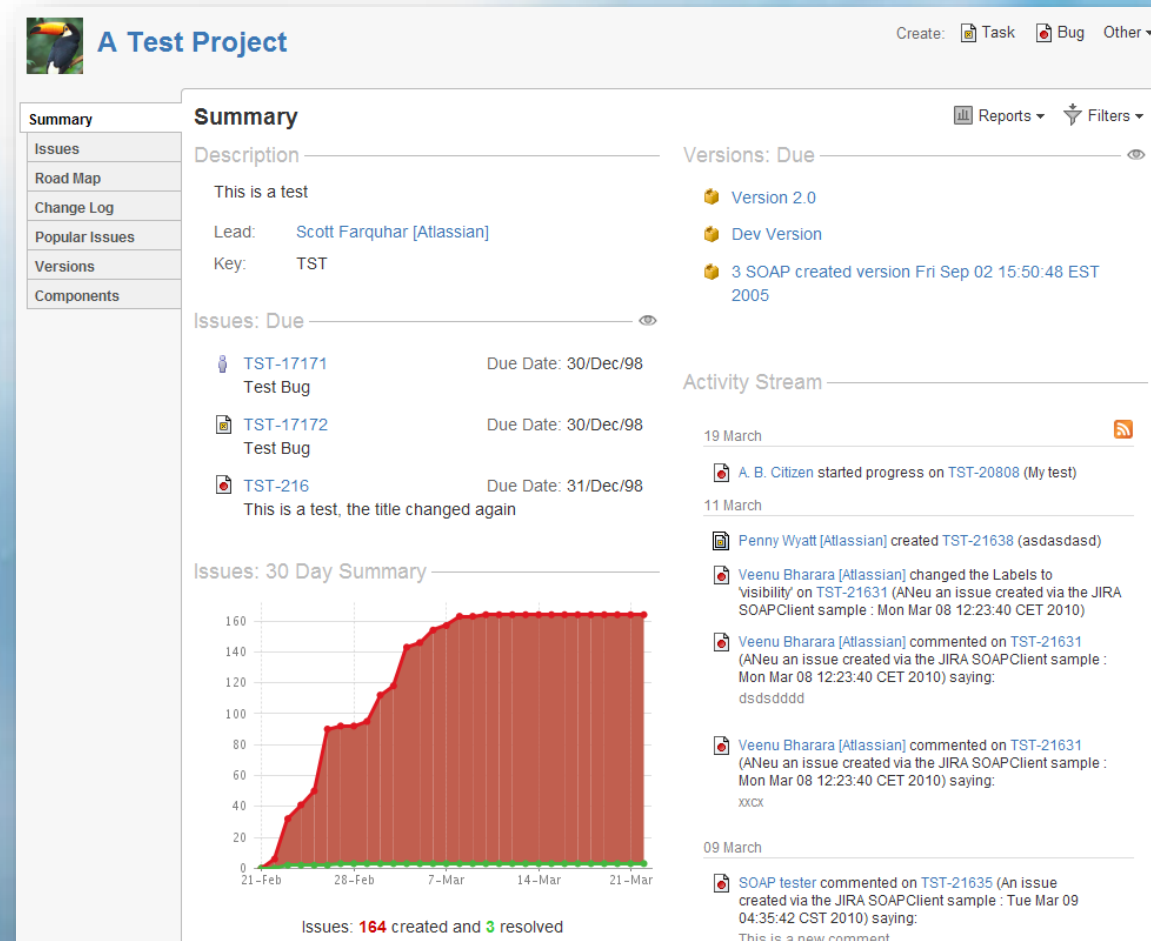 A Test Project
Create: Task Bug Other
Summary
Issues
Road Map
Change Log
Popular Issues
Versions
Components
Summary
Reports Filters
Description
This is a test
Lead: Scott Farquhar [Atlassian]
Key: TST
Issues: Due
TST-17171 Due Date: 30/Dec/98
Test Bug
TST-17172 Due Date: 30/Dec/98
Test Bug
TST-216 Due Date: 31/Dec/98
This is a test, the title changed again
Issues: 30 Day Summary
160
140
120
100
80
60
40
20
0
21-Feb 28-Feb 7-Mar 14-Mar 21-Mar
Issues: 164 created and 3 resolved
Versions: Due
Version 2.0
Dev Version
3 SOAP created version Fri Sep 02 15:50:48 EST
2005
Activity Stream
19 March
A. B. Citizen started progress on TST-20808 (My test)
11 March
Penny Wyatt [Atlassian] created TST-21638 (asdasdasd)
Veenu Bharara [Atlassian] changed the Labels to
'visibility' on TST-21631 (ANeu an issue created via the JIRA
SOAPClient sample : Mon Mar 08 12:23:40 CET 2010)
Veenu Bharara [Atlassian] commented on TST-21631
(ANeu an issue created via the JIRA SOAPClient sample :
Mon Mar 08 12:23:40 CET 2010) saying:
dsdsdddd
Veenu Bharara [Atlassian] commented on TST-21631
(ANeu an issue created via the JIRA SOAPClient sample :
Mon Mar 08 12:23:40 CET 2010) saying:
xxcx
09 March
SOAP tester commented on TST-21635 (An issue
created via the JIRA SOAPClient sample : Tue Mar 09
04:35:42 CST 2010) saying:
This is a new comment